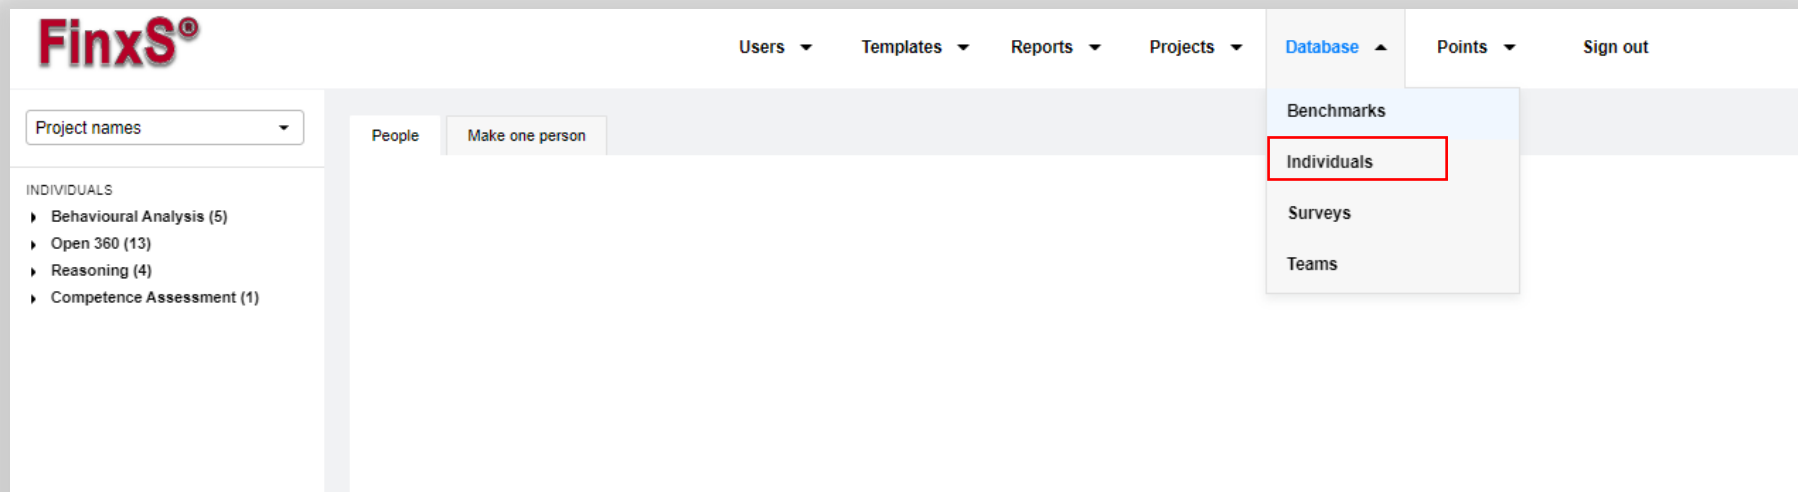 FinxS®
Users
Templates
Reports
Projects
Database
Points
Sign out
Project names
People
Make one person
Benchmarks
Individuals
Surveys
Teams
INDIVIDUALS
Behavioural Analysis (5)
Open 360 (13)
Reasoning (4)
Competence Assessment (1)